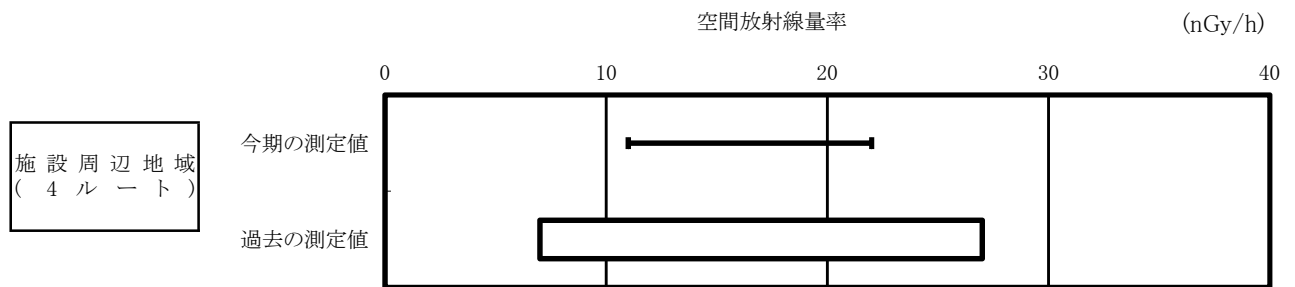 空間放射線量率 (nGy/h)
0 10 20 30 40
施設周辺地域
(4ルート)
今期の測定値
過去の測定値